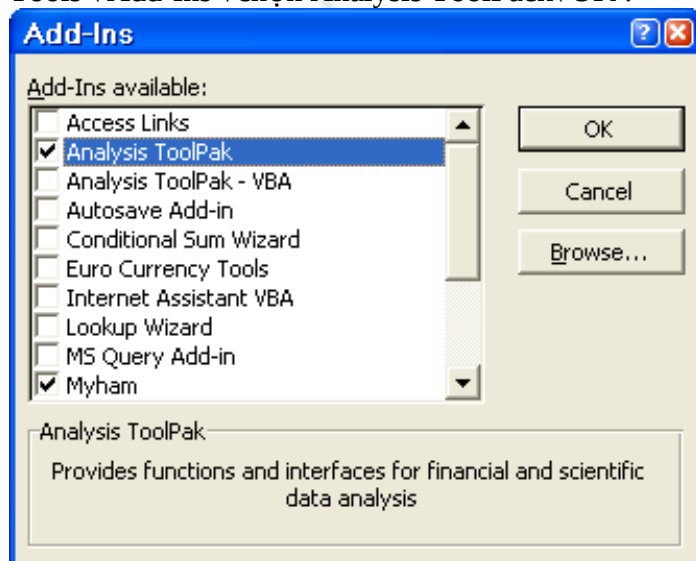 Add-Ins
Add-Ins available:
Access Links
Analysis ToolPak
Analysis ToolPak - VBA
Autosave Add-in
Conditional Sum Wizard
Euro Currency Tools
Internet Assistant VBA
Lookup Wizard
MS Query Add-in
Myham
OK
Cancel
Browse...
Analysis ToolPak
Provides functions and interfaces for financial and scientific
data analysis